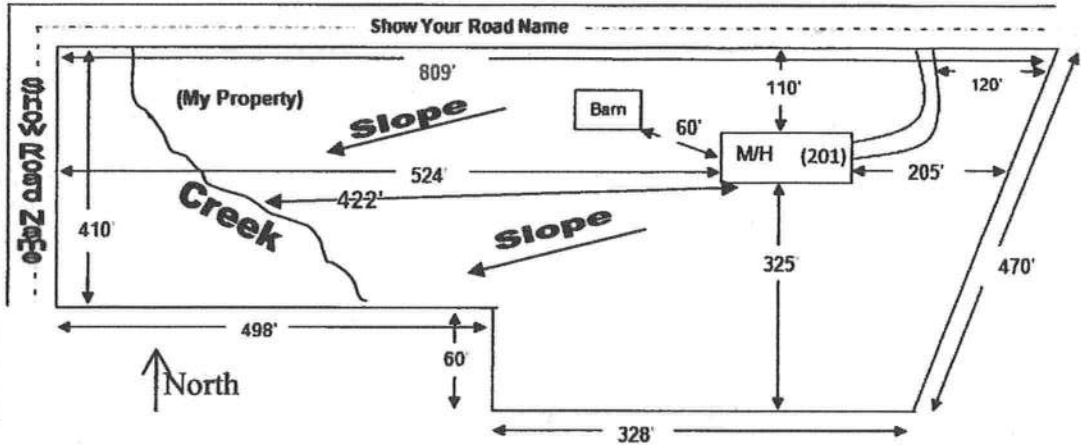 Show Your Road Name
Show Road Name
809'
110'
120'
(My Property)
Slope
Barn
60'
M/H (201)
524'
205'
422'
Creek
410'
Slope
325'
470'
498'
60'
North
328'